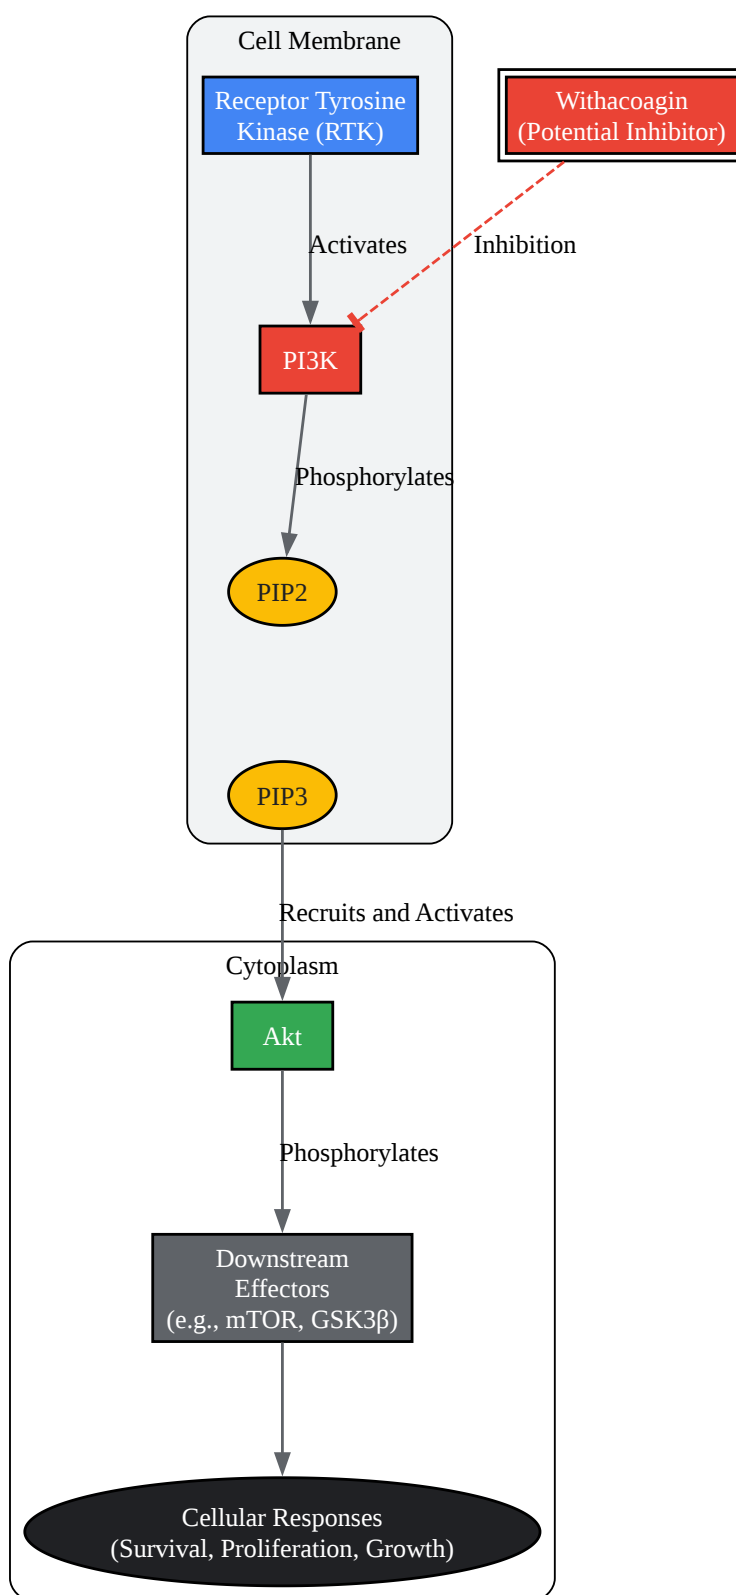 Cell Membrane
Receptor Tyrosine
Kinase (RTK)
Withacoagin
(Potential Inhibitor)
Activates
Inhibition
PI3K
Phosphorylates
PIP2
PIP3
Recruits and Activates
Cytoplasm
Akt
Phosphorylates
Downstream
Effectors
(e.g., mTOR, GSK3β)
Cellular Responses
(Survival, Proliferation, Growth)